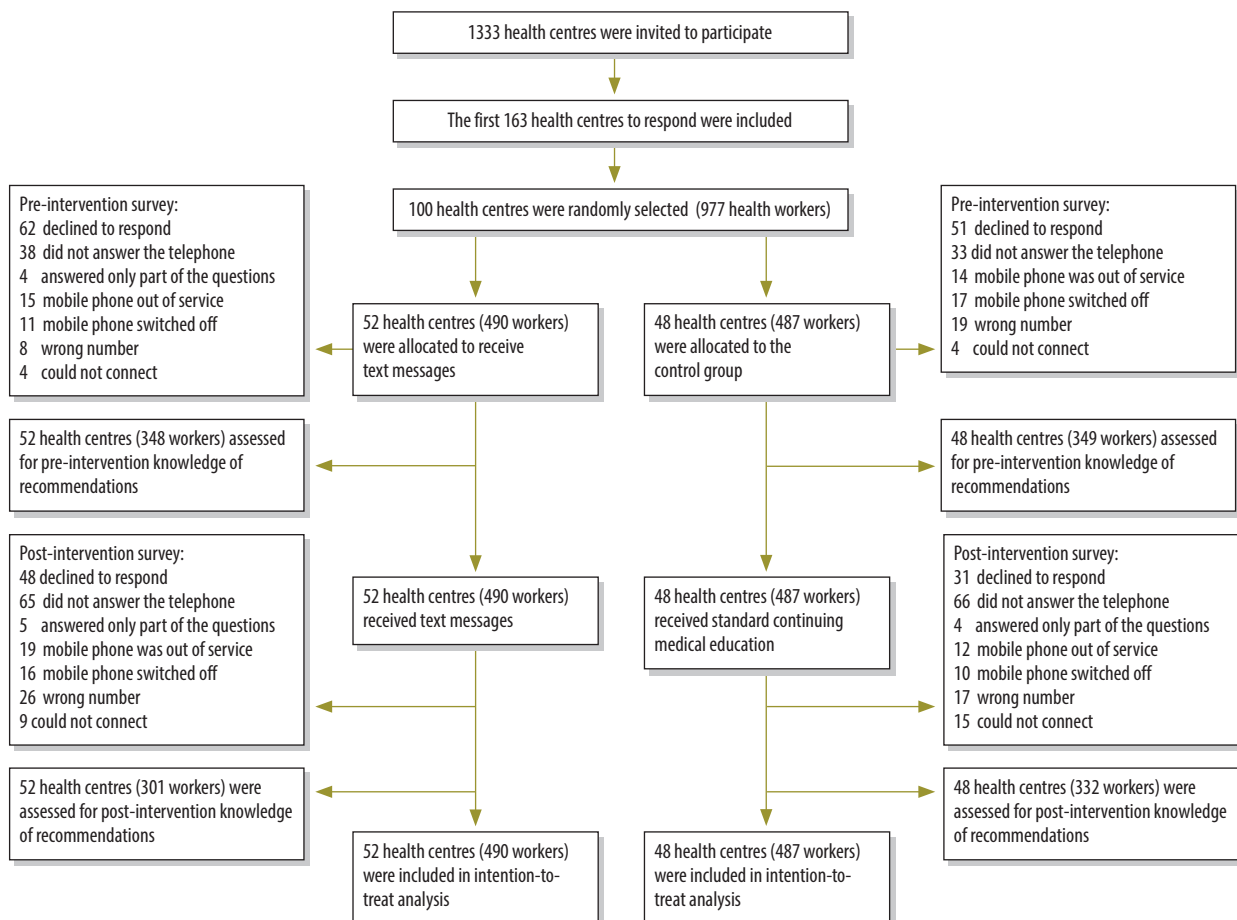 1333 health centres were invited to participate
The first 163 health centres to respond were included
100 health centres were randomly selected (977 health workers)
Pre-intervention survey:
62 declined to respond
38 did not answer the telephone
4 answered only part of the questions
15 mobile phone out of service
11 mobile phone switched off
8 wrong number
4 could not connect
52 health centres (490 workers)
were allocated to receive
text messages
48 health centres (487 workers)
were allocated to the
control group
Pre-intervention survey:
51 declined to respond
33 did not answer the telephone
14 mobile phone was out of service
17 mobile phone switched off
19 wrong number
4 could not connect
52 health centres (348 workers) assessed
for pre-intervention knowledge of
recommendations
48 health centres (349 workers) assessed
for pre-intervention knowledge of
recommendations
Post-intervention survey:
48 declined to respond
65 did not answer the telephone
5 answered only part of the questions
19 mobile phone was out of service
16 mobile phone switched off
26 wrong number
9 could not connect
52 health centres (490 workers)
received text messages
48 health centres (487 workers)
received standard continuing
medical education
Post-intervention survey:
31 declined to respond
66 did not answer the telephone
4 answered only part of the questions
12 mobile phone out of service
10 mobile phone switched off
17 wrong number
15 could not connect
52 health centres (301 workers) were
assessed for post-intervention knowledge
of recommendations
48 health centres (332 workers) were
assessed for post-intervention knowledge
of recommendations
52 health centres (490 workers)
were included in intention-to-
treat analysis
48 health centres (487 workers)
were included in intention-to-
treat analysis